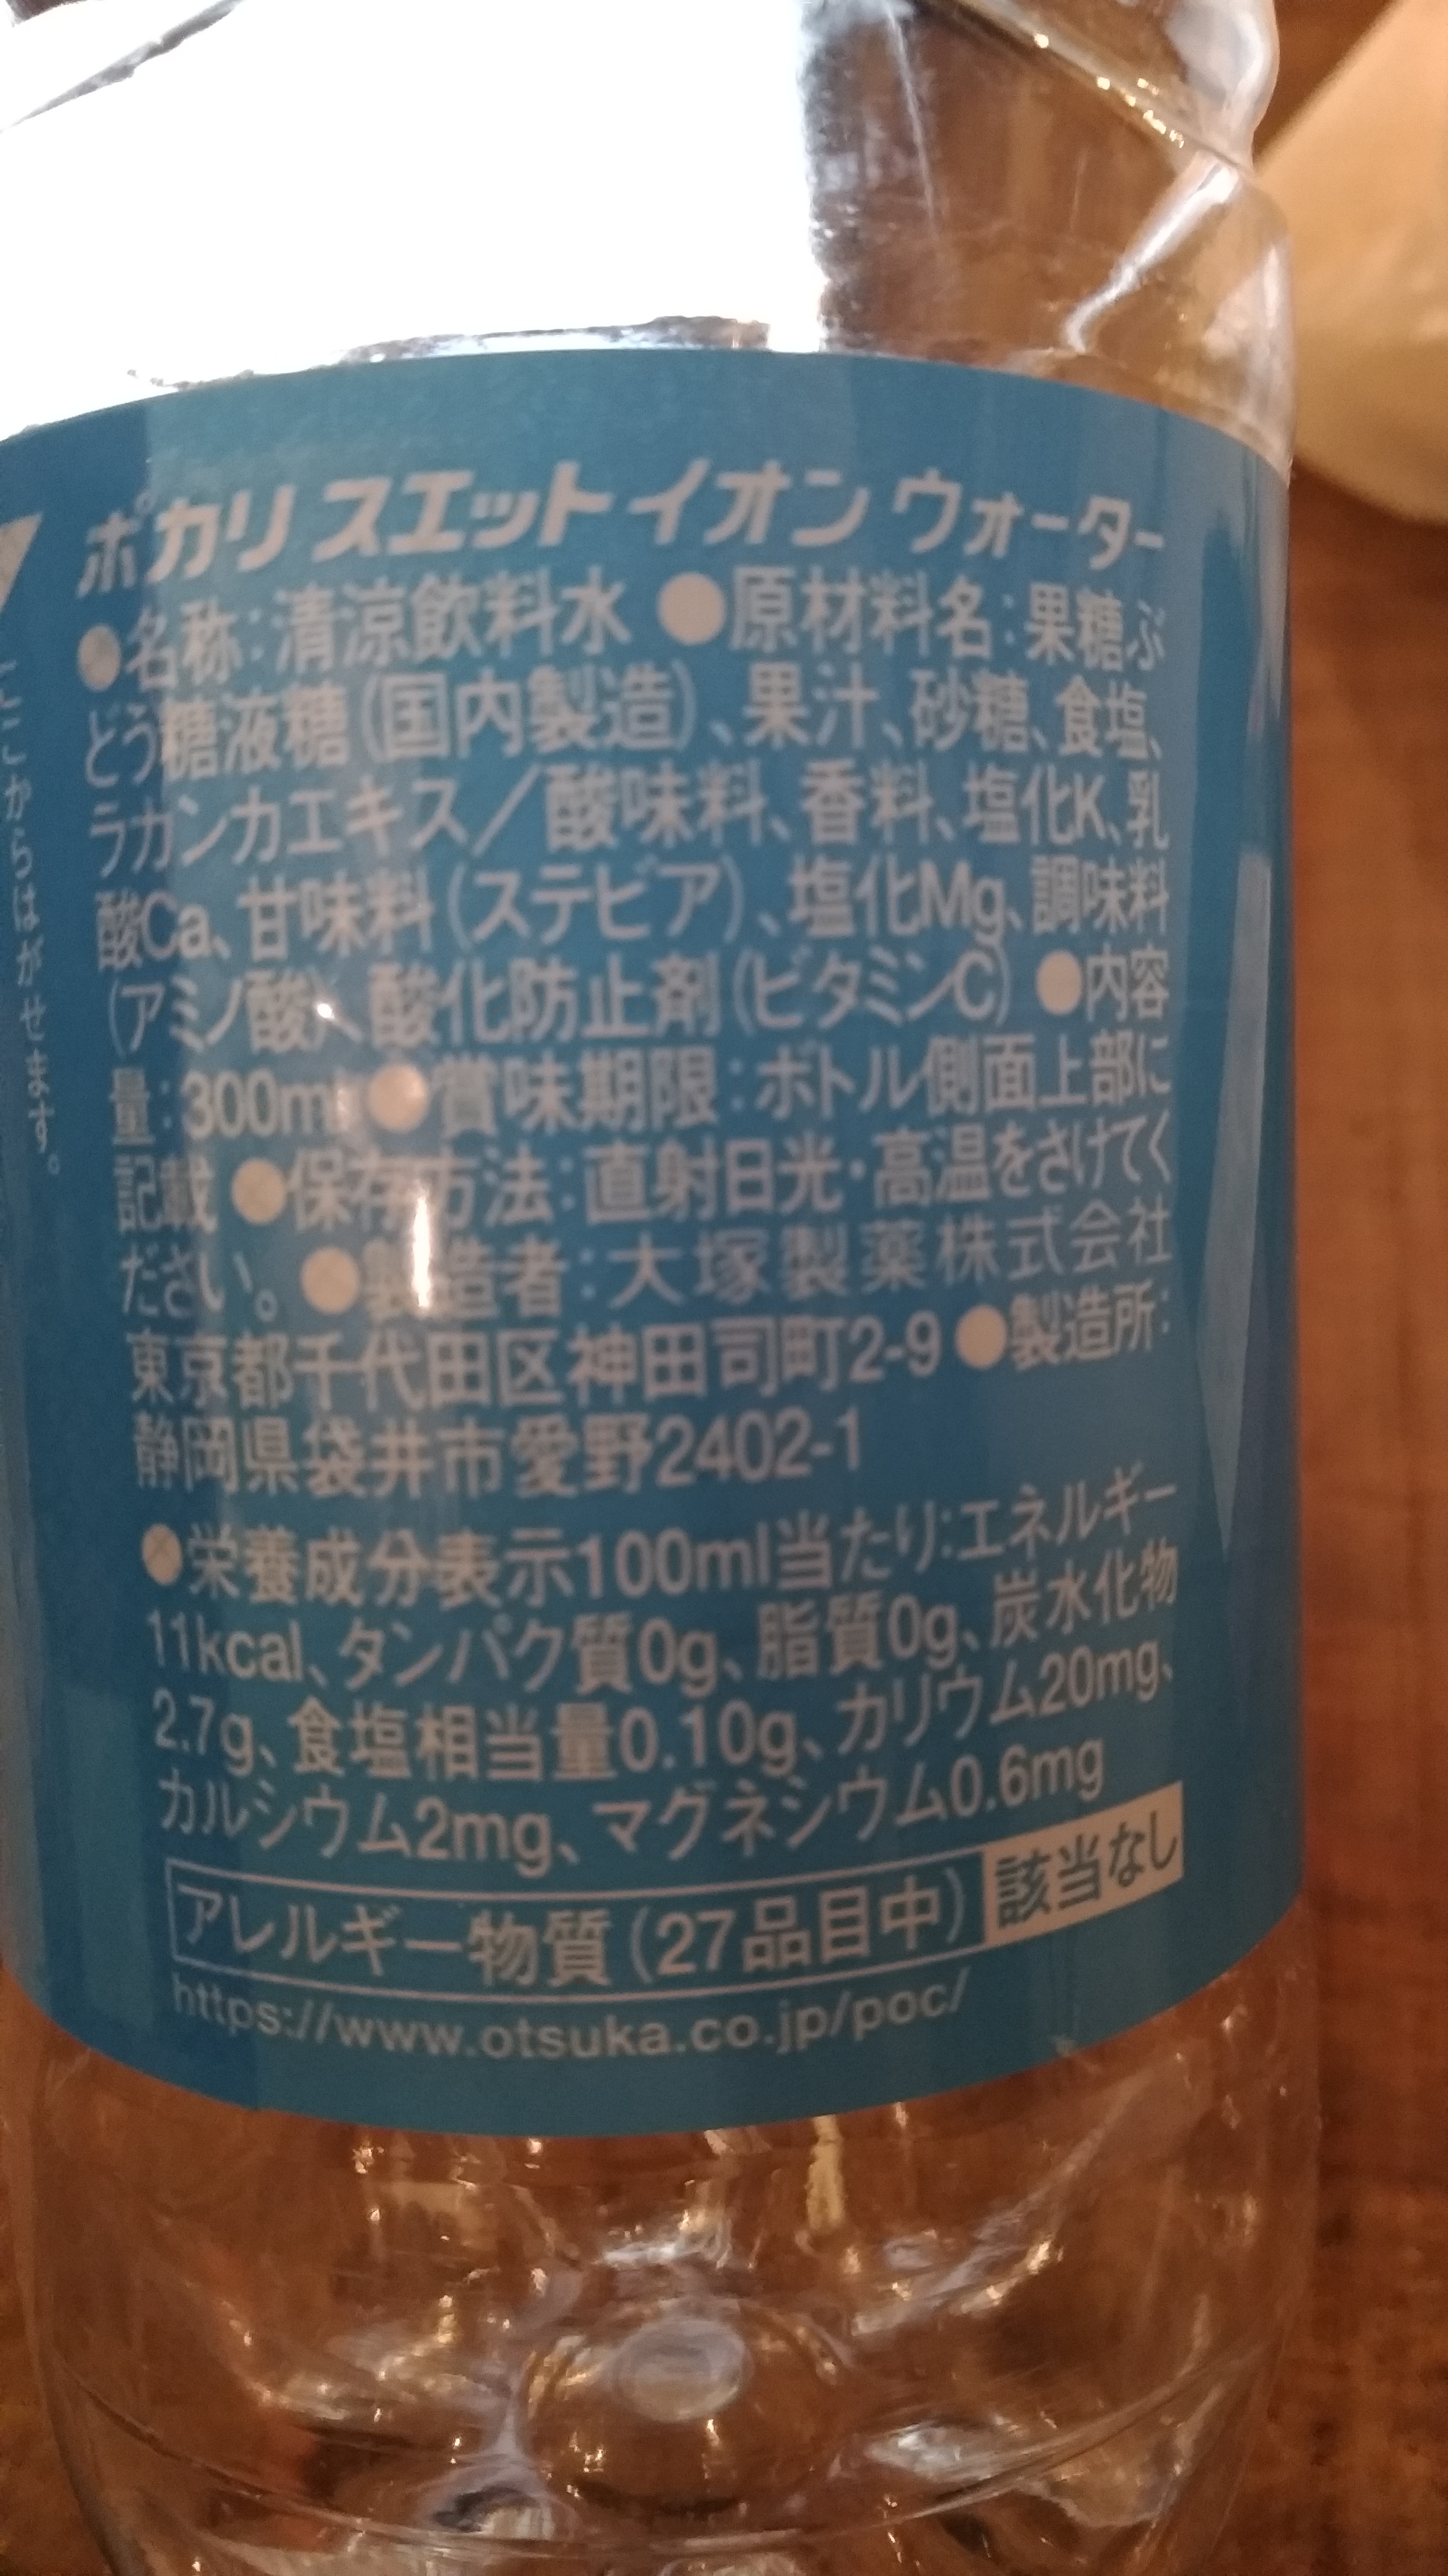 ここからはがせます。
ポカリスエット イオン ウォーター
●名称:清涼飲料水 ●原材料名:果糖ぶ
どう糖液糖(国内製造)、果汁、砂糖、食塩、
ラカンカエキス/酸味料、香料、塩化K、乳
酸Ca、甘味料(ステビア)、塩化Mg、調味料
(アミノ酸)、酸化防止剤(ビタミンC) ●内容
量:300ml ●賞味期限:ボトル側面上部に
記載 ●保存方法:直射日光・高温をさけてく
ださい。 ●製造者:大塚製薬株式会社
東京都千代田区神田司町2-9 ●製造所:
静岡県袋井市愛野2402-1
●栄養成分表示100ml当たり:エネルギー
11kcal、タンパク質0g、脂質0g、炭水化物
2.7g、食塩相当量0.10g、カリウム20mg、
カルシウム2mg、マグネシウム0.6mg
アレルギー物質(27品目中) 該当なし
https://www.otsuka.co.jp/poc/